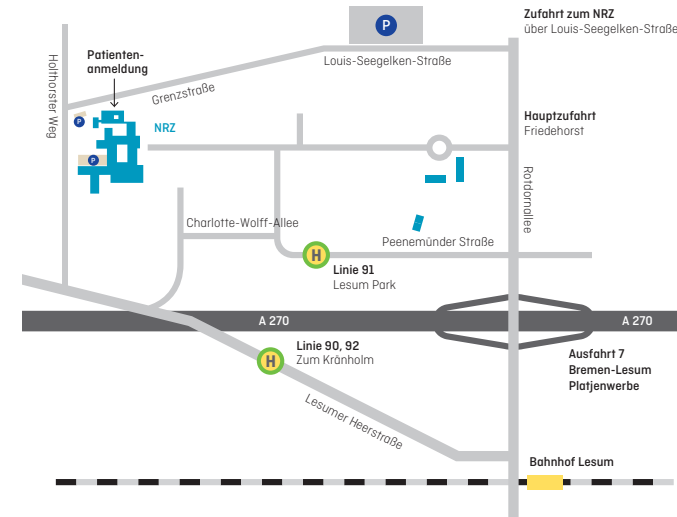 Zufahrt zum NRZ
über Louis-Seegelken-Straße
P
Louis-Seegelken-Straße
Patienten-
anmeldung
Holthorster Weg
Grenzstraße
P
NRZ
P
Hauptzufahrt
Friedehorst
Rotdornallee
Charlotte-Wolff-Allee
Peenemünder Straße
H
Linie 91
Lesum Park
A 270
A 270
H
Linie 90, 92
Zum Kränholm
Ausfahrt 7
Bremen-Lesum
Platjenwerbe
Lesumer Heerstraße
Bahnhof Lesum